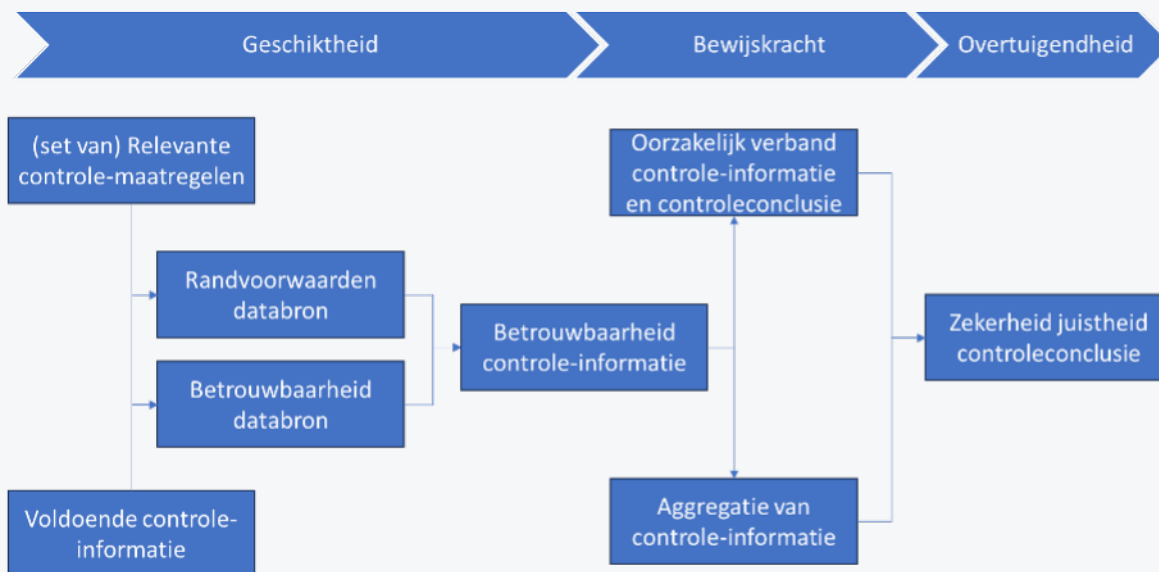 Geschiktheid
Bewijskracht
Overtuigendheid
(set van) Relevante
controle-maatregelen
Randvoorwaarden
databron
Betrouwbaarheid
databron
Voldoende controle-
informatie
Betrouwbaarheid
controle-informatie
Oorzakelijk verband
controle-informatie
en controleconclusie
Aggregatie van
controle-informatie
Zekerheid juistheid
controleconclusie